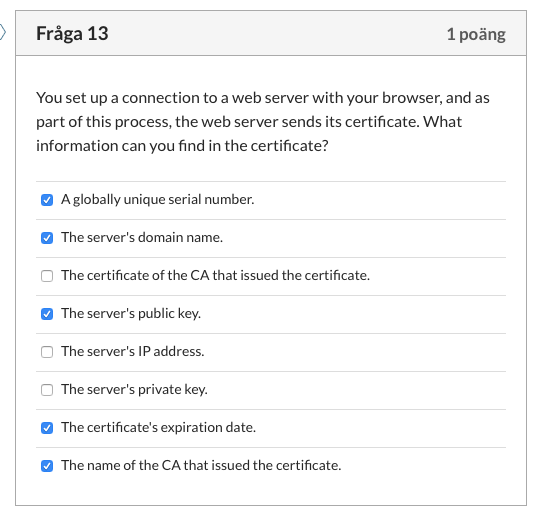 Fråga 13
1 poäng
You set up a connection to a web server with your browser, and as
part of this process, the web server sends its certificate. What
information can you find in the certificate?
A globally unique serial number.
The server's domain name.
The certificate of the CA that issued the certificate.
The server's public key.
The server's IP address.
The server's private key.
The certificate's expiration date.
The name of the CA that issued the certificate.